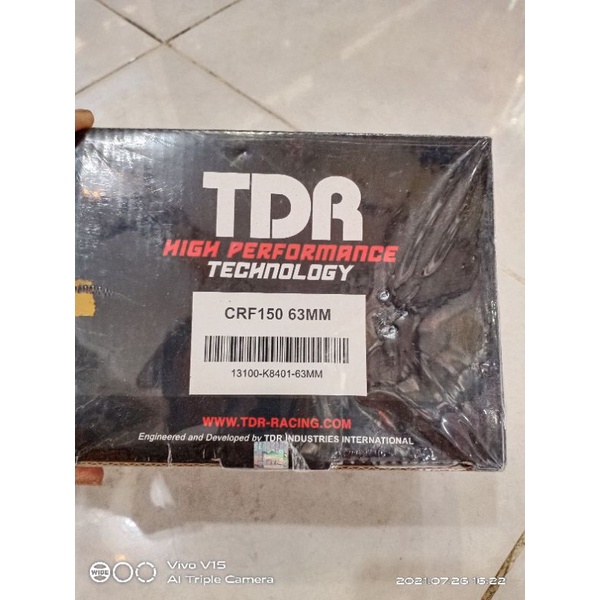 TDR
HIGH PERFORMANCE
TECHNOLOGY
CRF150 63MM
13100-K8401-63MM
WWW.TDR-RACING.COM
Engineered and Developed by TDR INDUSTRIES INTERNATIONAL
WIDE
Vivo V15
AI Triple Camera
2021.07.23 16:22